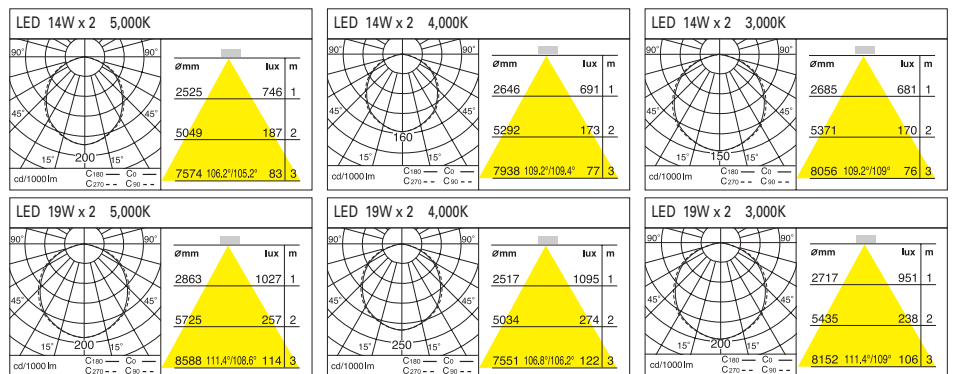 LED 14W x 2 5,000K
90° 90°
45° 45°
15° 200 15°
cd/1000 lm C180 — C0 —
C270 -- C90 --
ømm lux m
2525 746 1
5049 187 2
7574 106.2°/105.2° 83 3
LED 14W x 2 4,000K
90° 90°
45° 45°
160
15° 15°
cd/1000 lm C180 — C0 —
C270 -- C90 --
ømm lux m
2646 691 1
5292 173 2
7938 109.2°/109.4° 77 3
LED 14W x 2 3,000K
90° 90°
45° 45°
15° 150 15°
cd/1000 lm C180 — C0 —
C270 -- C90 --
ømm lux m
2685 681 1
5371 170 2
8056 109.2°/109° 76 3
LED 19W x 2 5,000K
90° 90°
45° 45°
15° 200 15°
cd/1000 lm C180 — C0 —
C270 -- C90 --
ømm lux m
2863 1027 1
5725 257 2
8588 111.4°/108.6° 114 3
LED 19W x 2 4,000K
90° 90°
45° 45°
15° 250 15°
cd/1000 lm C180 — C0 —
C270 -- C90 --
ømm lux m
2517 1095 1
5034 274 2
7551 106.8°/106.2° 122 3
LED 19W x 2 3,000K
90° 90°
45° 45°
15° 200 15°
cd/1000 lm C180 — C0 —
C270 -- C90 --
ømm lux m
2717 951 1
5435 238 2
8152 111.4°/109° 106 3